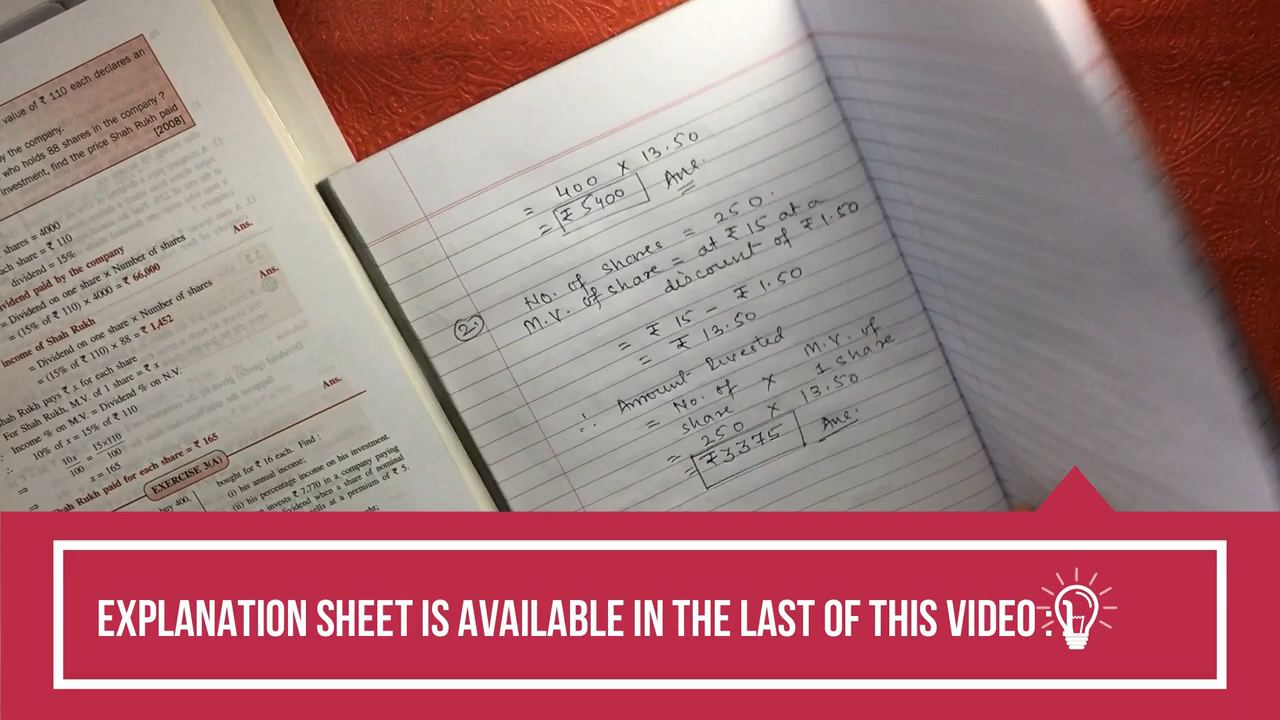 value of ₹ 110 each declares an
by the company.
who holds 88 shares in the company ?
investment, find the price Shah Rukh paid
[2008]
shares = 4000
each share = ₹ 110
dividend = 15%
dividend paid by the company
= Dividend on one share × Number of shares
= (15% of ₹ 110) × 4000 = ₹ 66,000
Ans.
income of Shah Rukh
= Dividend on one share × Number of shares
= (15% of ₹ 110) × 88 = ₹ 1,452
Ans.
Shah Rukh pays ₹ x for each share
For Shah Rukh, M.V. of 1 share = ₹ x
Income % on M.V. = Dividend % on N.V.
∴ 10% of x = 15% of ₹ 110
⇒ 10x/100 = 15×110/100
⇒ x = 165
Shah Rukh paid for each share = ₹ 165
Ans.
EXERCISE 3(A)
buy 400,
bought for ₹ 16 each. Find :
(i) his annual income;
(ii) his percentage income on his investment.
invests ₹ 7,770 in a company paying
dividend when a share of nominal
sells at a premium of ₹ 5.
= 400 × 13.50
= ₹ 5400 Ans.
2. No. of shares = 250.
M.V. of share = at ₹ 15 at a
discount of ₹ 1.50
= ₹ 15 - ₹ 1.50
= ₹ 13.50
∴ Amount Invested
= No. of share × M.V. of 1 share
= 250 × 13.50
= ₹3375 Ans.
EXPLANATION SHEET IS AVAILABLE IN THE LAST OF THIS VIDEO :